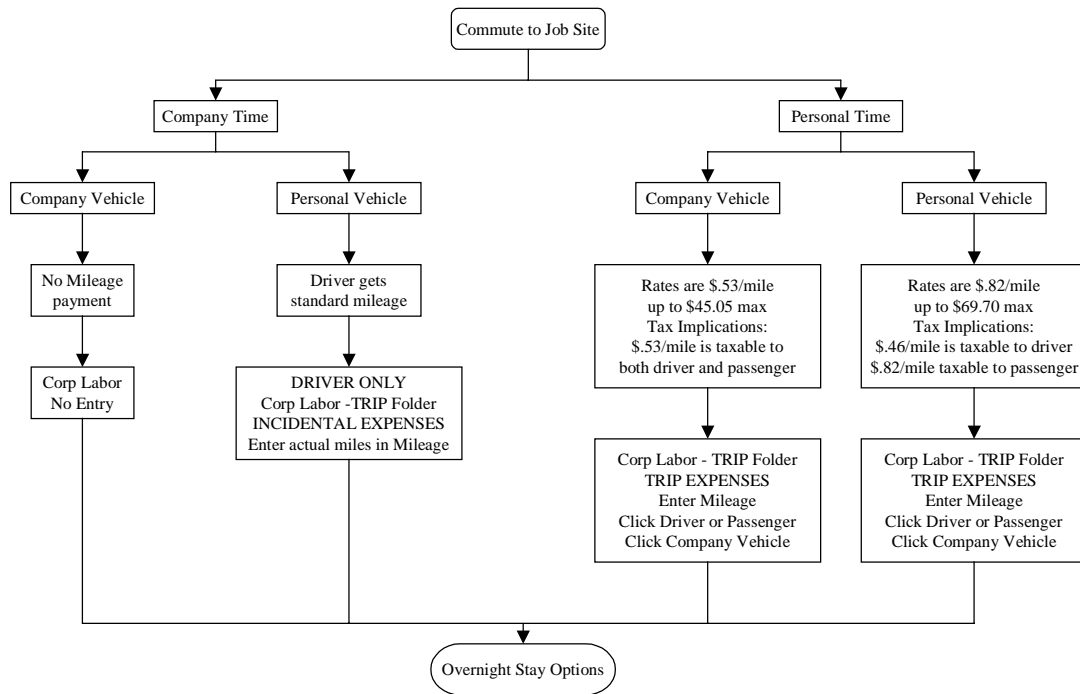 Commute to Job Site
Company Time
Personal Time
Company Vehicle
Personal Vehicle
Company Vehicle
Personal Vehicle
No Mileage
payment
Driver gets
standard mileage
Rates are $.53/mile
up to $45.05 max
Tax Implications:
$.53/mile is taxable to
both driver and passenger
Rates are $.82/mile
up to $69.70 max
Tax Implications:
$.46/mile is taxable to driver
$.82/mile taxable to passenger
Corp Labor
No Entry
DRIVER ONLY
Corp Labor -TRIP Folder
INCIDENTAL EXPENSES
Enter actual miles in Mileage
Corp Labor - TRIP Folder
TRIP EXPENSES
Enter Mileage
Click Driver or Passenger
Click Company Vehicle
Corp Labor - TRIP Folder
TRIP EXPENSES
Enter Mileage
Click Driver or Passenger
Click Company Vehicle
Overnight Stay Options